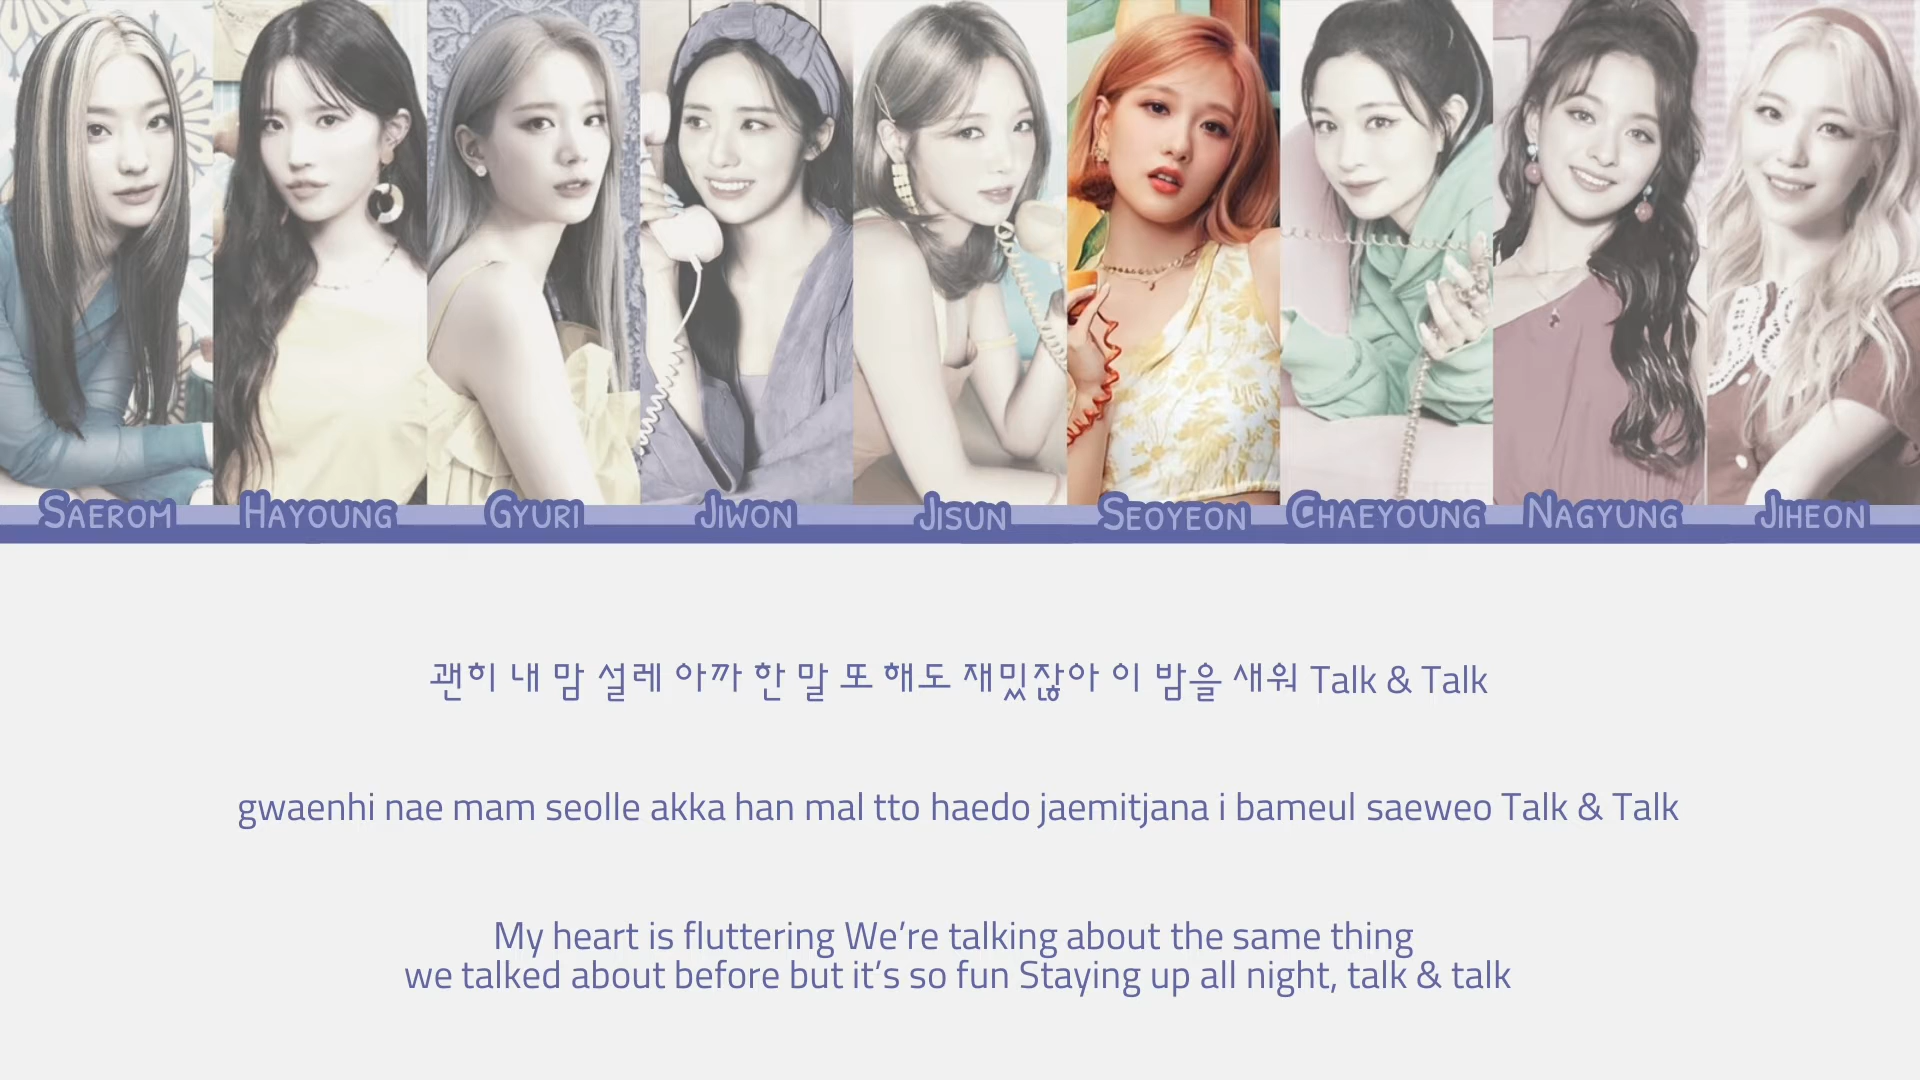 SAEROM HAYOUNG GYURI JIWON JISUN SEOYEON CHAEYOUNG NAGYUNG JIHEON
괜히 내 맘 설레 아까 한 말 또 해도 재밌잖아 이 밤을 새워 Talk & Talk
gwaenhi nae mam seolle akka han mal tto haedo jaemitjana i bameul saeweo Talk & Talk
My heart is fluttering We're talking about the same thing
we talked about before but it's so fun Staying up all night, talk & talk